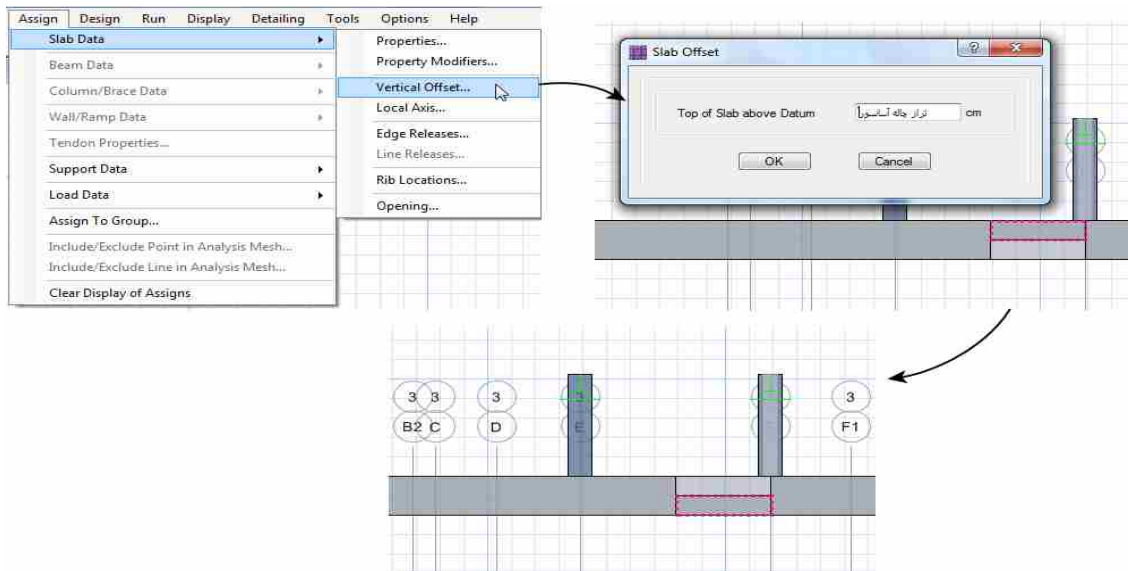 Assign Design Run Display Detailing Tools Options Help
Slab Data
Beam Data
Column/Brace Data
Wall/Ramp Data
Tendon Properties...
Support Data
Load Data
Assign To Group...
Include/Exclude Point in Analysis Mesh...
Include/Exclude Line in Analysis Mesh...
Clear Display of Assigns
Properties...
Property Modifiers...
Vertical Offset...
Local Axis...
Edge Releases...
Line Releases...
Rib Locations...
Opening...
Slab Offset
Top of Slab above Datum تراز چاله آسانسور cm
OK Cancel
3 3 3 3 3
B2 C D E F1